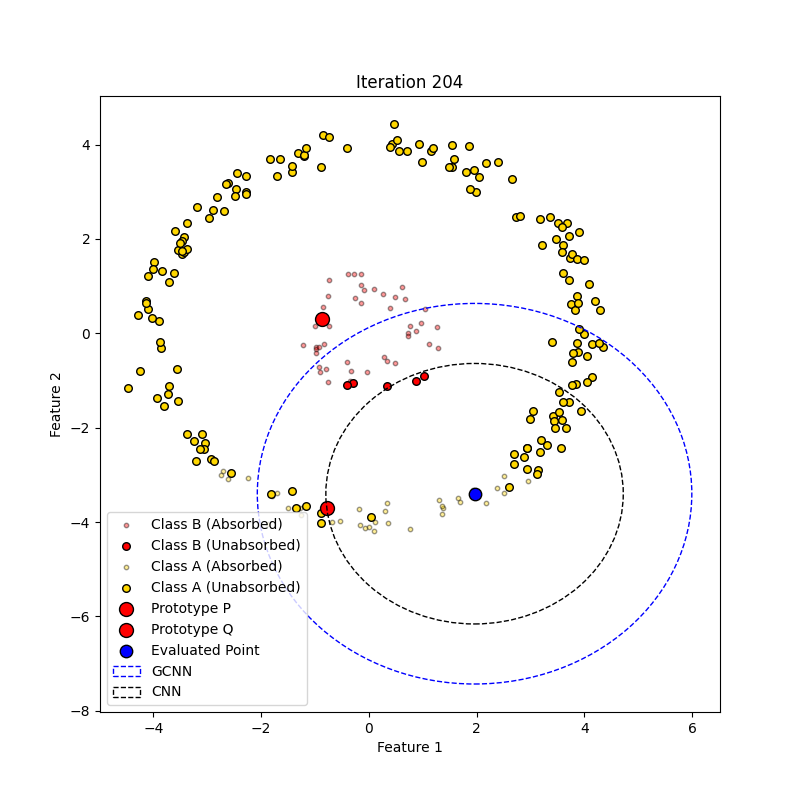 Iteration 204
4
2
0
−2
−4
−6
−8
Feature 2
Class B (Absorbed)
Class B (Unabsorbed)
Class A (Absorbed)
Class A (Unabsorbed)
Prototype P
Prototype Q
Evaluated Point
GCNN
CNN
−4 −2 0 2 4 6
Feature 1